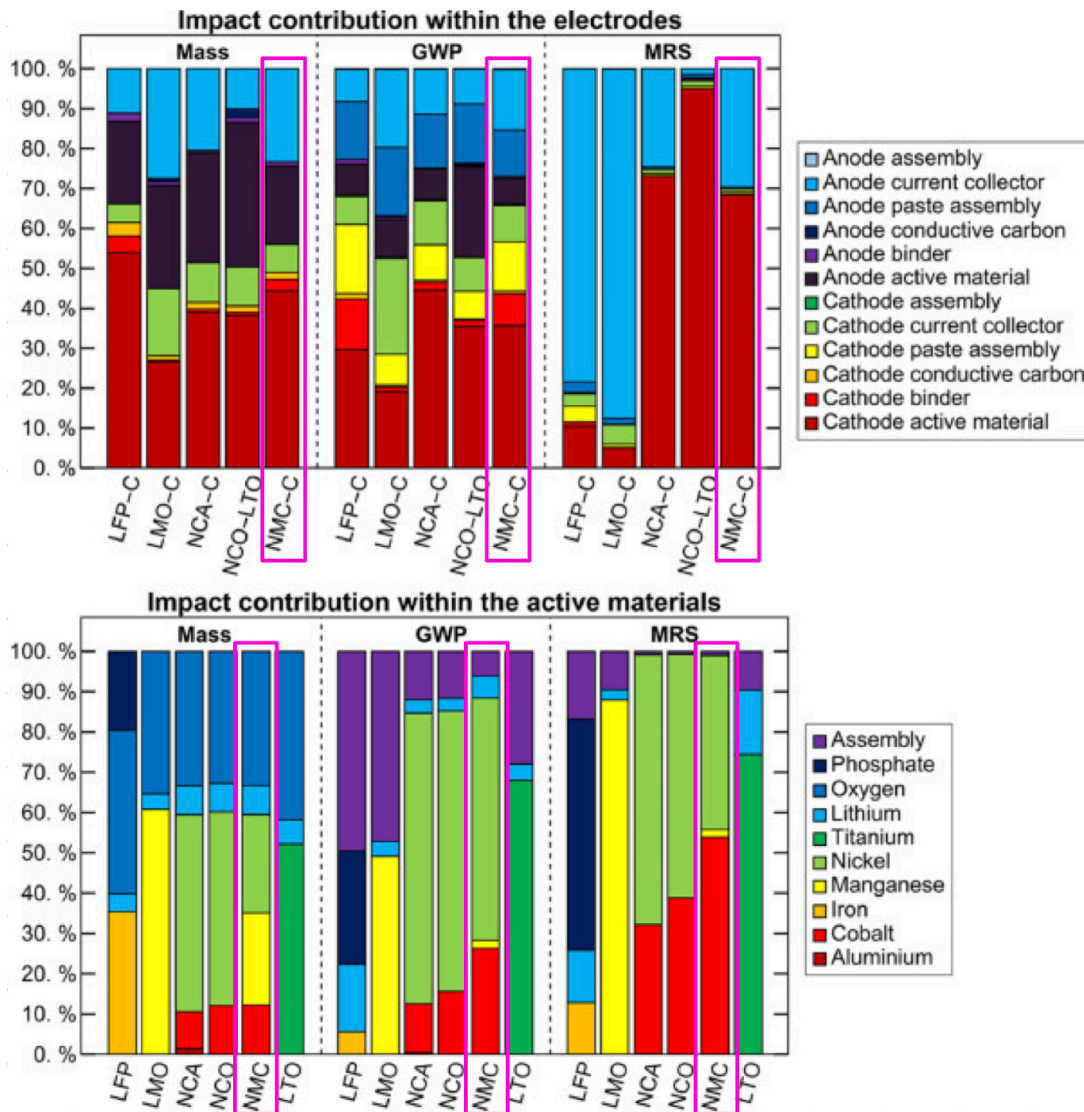 Impact contribution within the electrodes
Mass GWP MRS
100. %
90. %
80. %
70. %
60. %
50. %
40. %
30. %
20. %
10. %
0. %
LFP-C LMO-C NCA-C NCO-LTO NMC-C LFP-C LMO-C NCA-C NCO-LTO NMC-C LFP-C LMO-C NCA-C NCO-LTO NMC-C
Anode assembly
Anode current collector
Anode paste assembly
Anode conductive carbon
Anode binder
Anode active material
Cathode assembly
Cathode current collector
Cathode paste assembly
Cathode conductive carbon
Cathode binder
Cathode active material
Impact contribution within the active materials
Mass GWP MRS
100. %
90. %
80. %
70. %
60. %
50. %
40. %
30. %
20. %
10. %
0. %
LFP LMO NCA NCO NMC LTO LFP LMO NCA NCO NMC LTO LFP LMO NCA NCO NMC LTO
Assembly
Phosphate
Oxygen
Lithium
Titanium
Nickel
Manganese
Iron
Cobalt
Aluminium